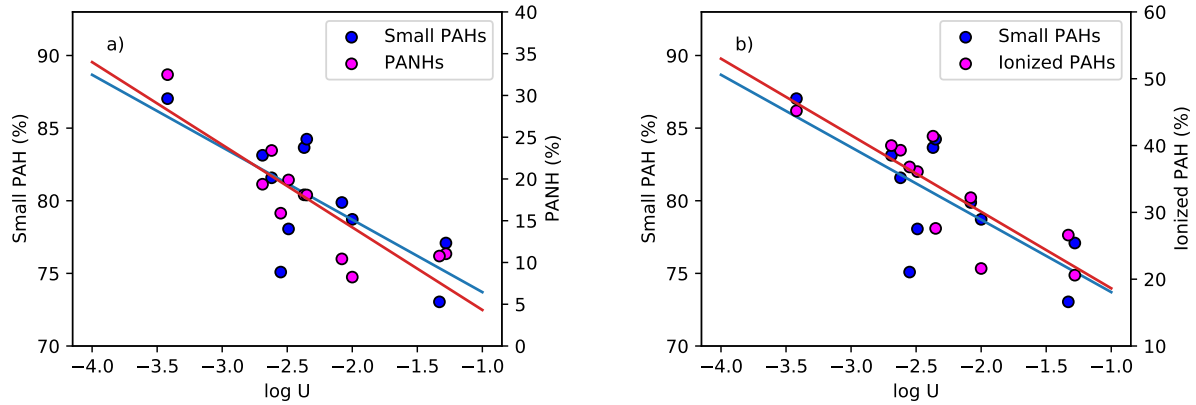 a)
Small PAHs
PANHs
Small PAH (%)
90
85
80
75
70
40
35
30
25
20
15
10
5
0
PANH (%)
−4.0 −3.5 −3.0 −2.5 −2.0 −1.5 −1.0
log U
b)
Small PAHs
Ionized PAHs
Small PAH (%)
90
85
80
75
70
60
50
40
30
20
10
Ionized PAH (%)
−4.0 −3.5 −3.0 −2.5 −2.0 −1.5 −1.0
log U